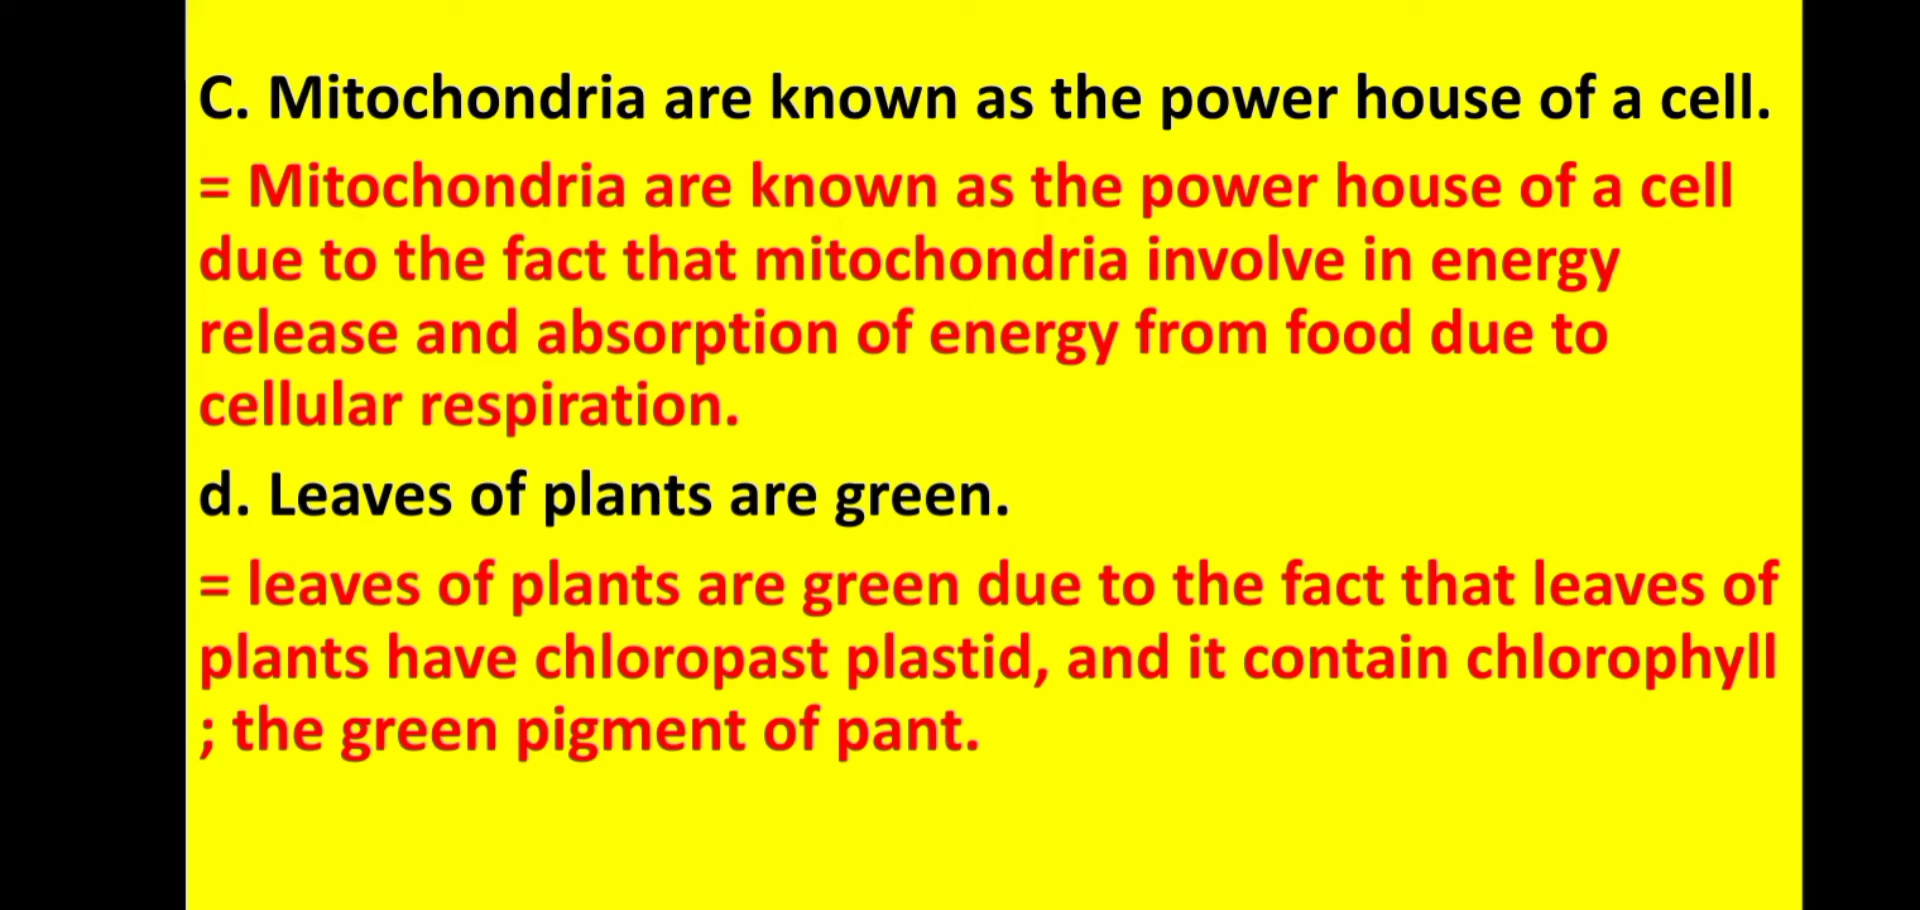 C. Mitochondria are known as the power house of a cell.
= Mitochondria are known as the power house of a cell
due to the fact that mitochondria involve in energy
release and absorption of energy from food due to
cellular respiration.
d. Leaves of plants are green.
= leaves of plants are green due to the fact that leaves of
plants have chloropast plastid, and it contain chlorophyll
; the green pigment of pant.